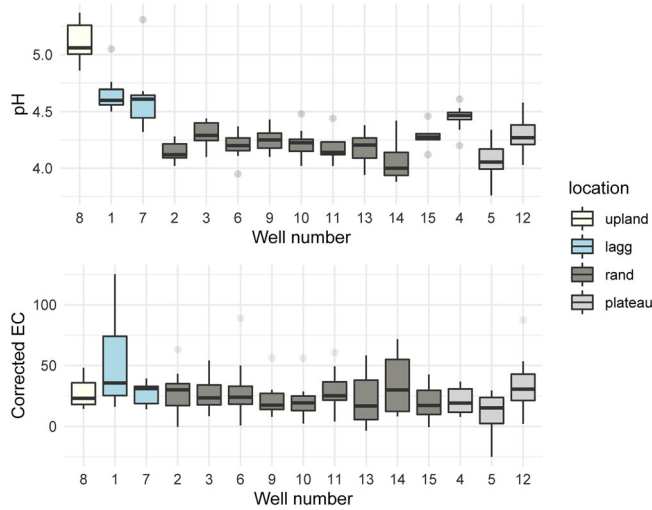 5.0
4.5
4.0
pH
8 1 7 2 3 6 9 10 11 13 14 15 4 5 12
Well number
location
upland
lagg
rand
plateau
100
50
0
Corrected EC
8 1 7 2 3 6 9 10 11 13 14 15 4 5 12
Well number